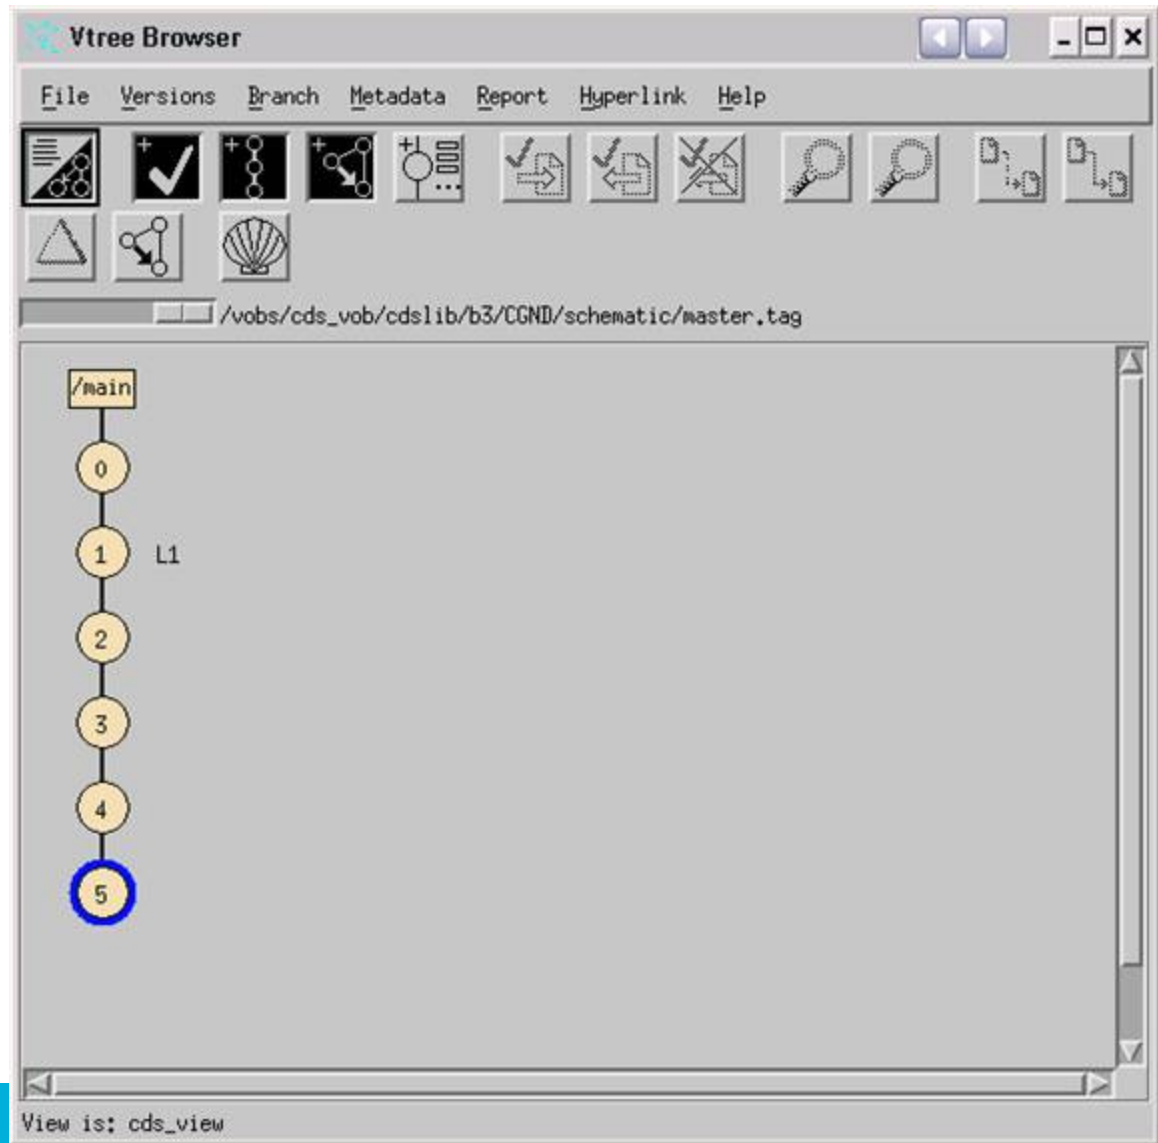 Vtree Browser
File Versions Branch Metadata Report Hyperlink Help
/vobs/cds_vob/cdslib/b3/CGND/schematic/master.tag
/main
0
1 L1
2
3
4
5
View is: cds_view